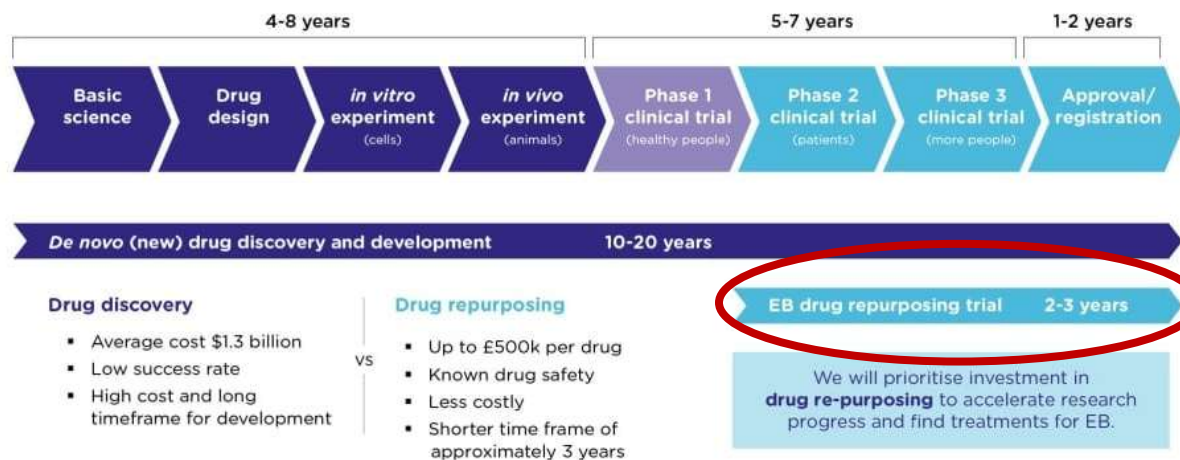 4-8 years
5-7 years
1-2 years
Basic
science
Drug
design
in vitro
experiment
(cells)
in vivo
experiment
(animals)
Phase 1
clinical trial
(healthy people)
Phase 2
clinical trial
(patients)
Phase 3
clinical trial
(more people)
Approval/
registration
De novo (new) drug discovery and development 10-20 years
Drug discovery
▪ Average cost $1.3 billion
▪ Low success rate
▪ High cost and long
timeframe for development
vs
Drug repurposing
▪ Up to £500k per drug
▪ Known drug safety
▪ Less costly
▪ Shorter time frame of
approximately 3 years
EB drug repurposing trial 2-3 years
We will prioritise investment in
drug re-purposing to accelerate research
progress and find treatments for EB.